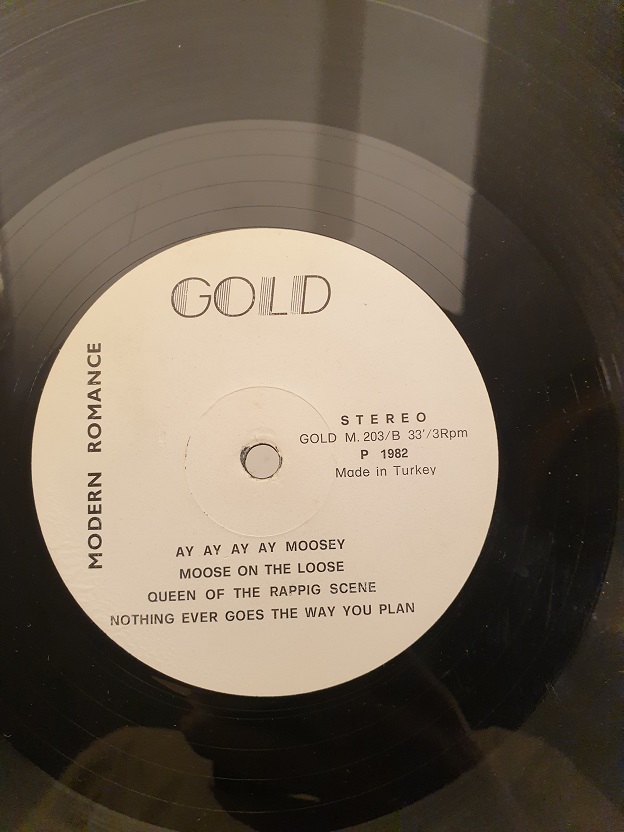 GOLD
MODERN ROMANCE
STEREO
GOLD M. 203/B 33'/3Rpm
P 1982
Made in Turkey
AY AY AY AY MOOSEY
MOOSE ON THE LOOSE
QUEEN OF THE RAPPIG SCENE
NOTHING EVER GOES THE WAY YOU PLAN